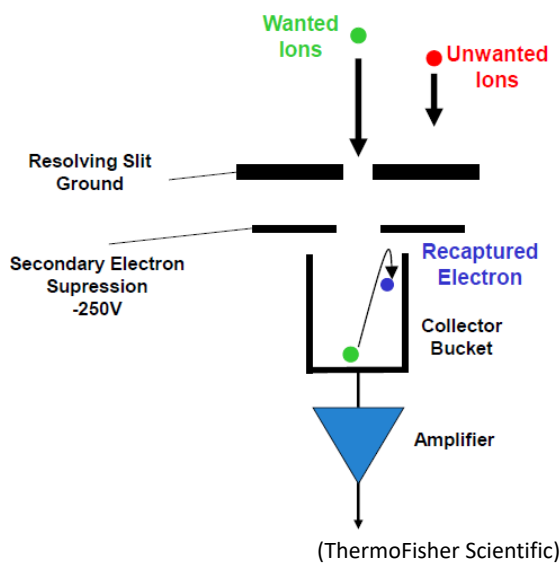 Wanted
Ions
Unwanted
Ions
Resolving Slit
Ground
Secondary Electron
Supression
-250V
Recaptured
Electron
Collector
Bucket
Amplifier
(ThermoFisher Scientific)